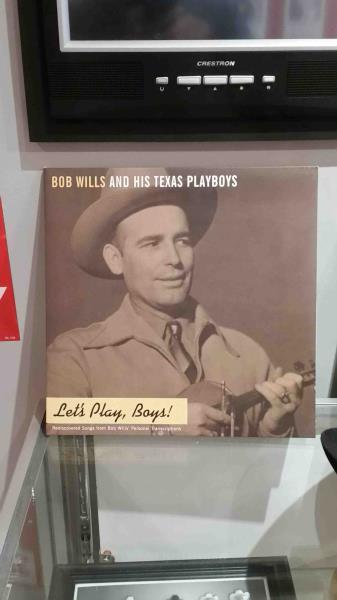 CRESTRON
BOB WILLS AND HIS TEXAS PLAYBOYS
Let's Play, Boys!
Rediscovered Songs from Bob Wills' Personal Transcriptions